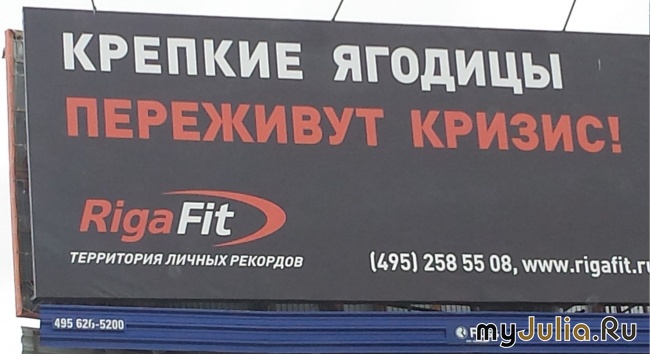 КРЕПКИЕ ЯГОДИЦЫ
ПЕРЕЖИВУТ КРИЗИС!
RigaFit
ТЕРРИТОРИЯ ЛИЧНЫХ РЕКОРДОВ
(495) 258 55 08, www.rigafit.ru
495 626-5200
myJulia.Ru